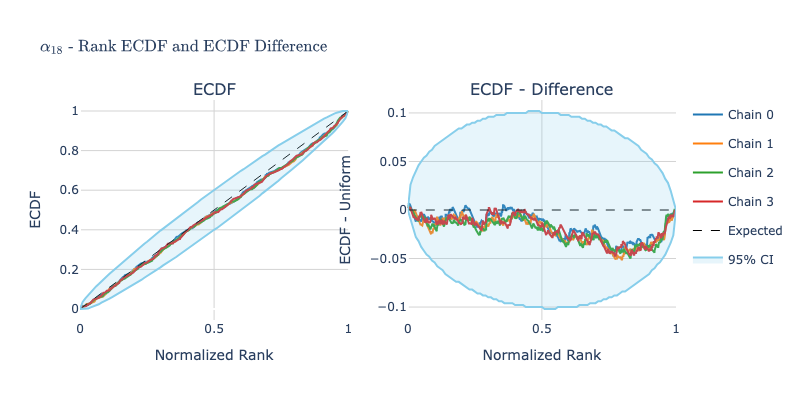 α₁₈ - Rank ECDF and ECDF Difference
ECDF
ECDF - Difference
ECDF
1
0.8
0.6
0.4
0.2
0
0
0.5
1
Normalized Rank
ECDF - Uniform
0.1
0.05
0
−0.05
−0.1
0
0.5
1
Normalized Rank
Chain 0
Chain 1
Chain 2
Chain 3
Expected
95% CI